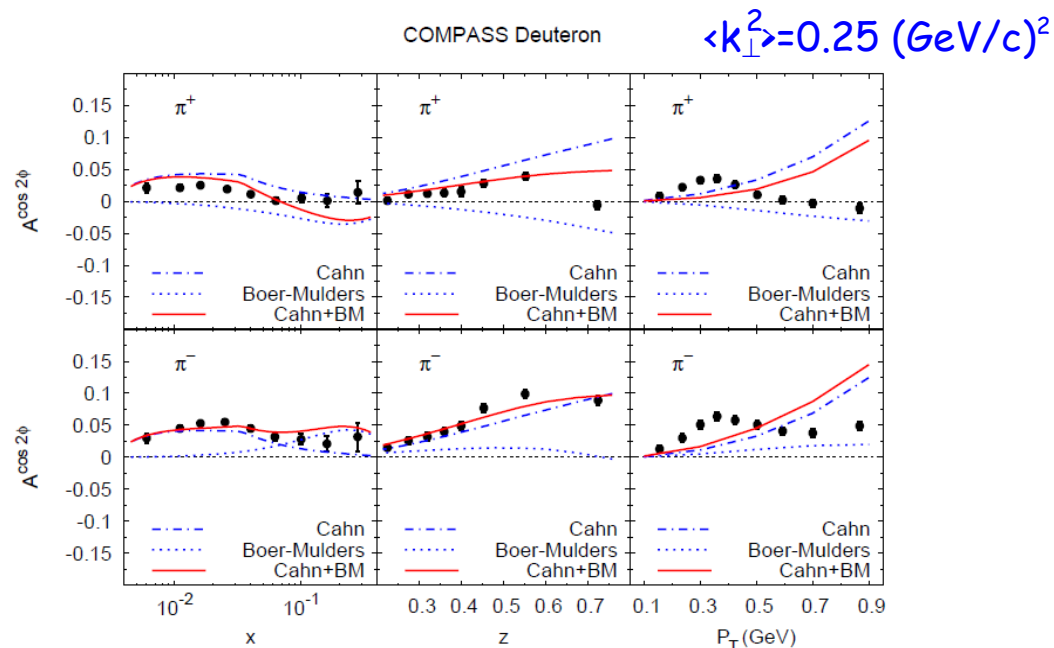 COMPASS Deuteron
<k⊥²>=0.25 (GeV/c)²
A^cos 2ϕ
0.15
0.1
0.05
0
-0.05
-0.1
-0.15
π+
Cahn
Boer-Mulders
Cahn+BM
π+
Cahn
Boer-Mulders
Cahn+BM
π+
Cahn
Boer-Mulders
Cahn+BM
A^cos 2ϕ
0.15
0.1
0.05
0
-0.05
-0.1
-0.15
π−
Cahn
Boer-Mulders
Cahn+BM
π−
Cahn
Boer-Mulders
Cahn+BM
π−
Cahn
Boer-Mulders
Cahn+BM
10^-2 10^-1
x
0.3 0.4 0.5 0.6 0.7
z
0.1 0.3 0.5 0.7 0.9
P_T (GeV)